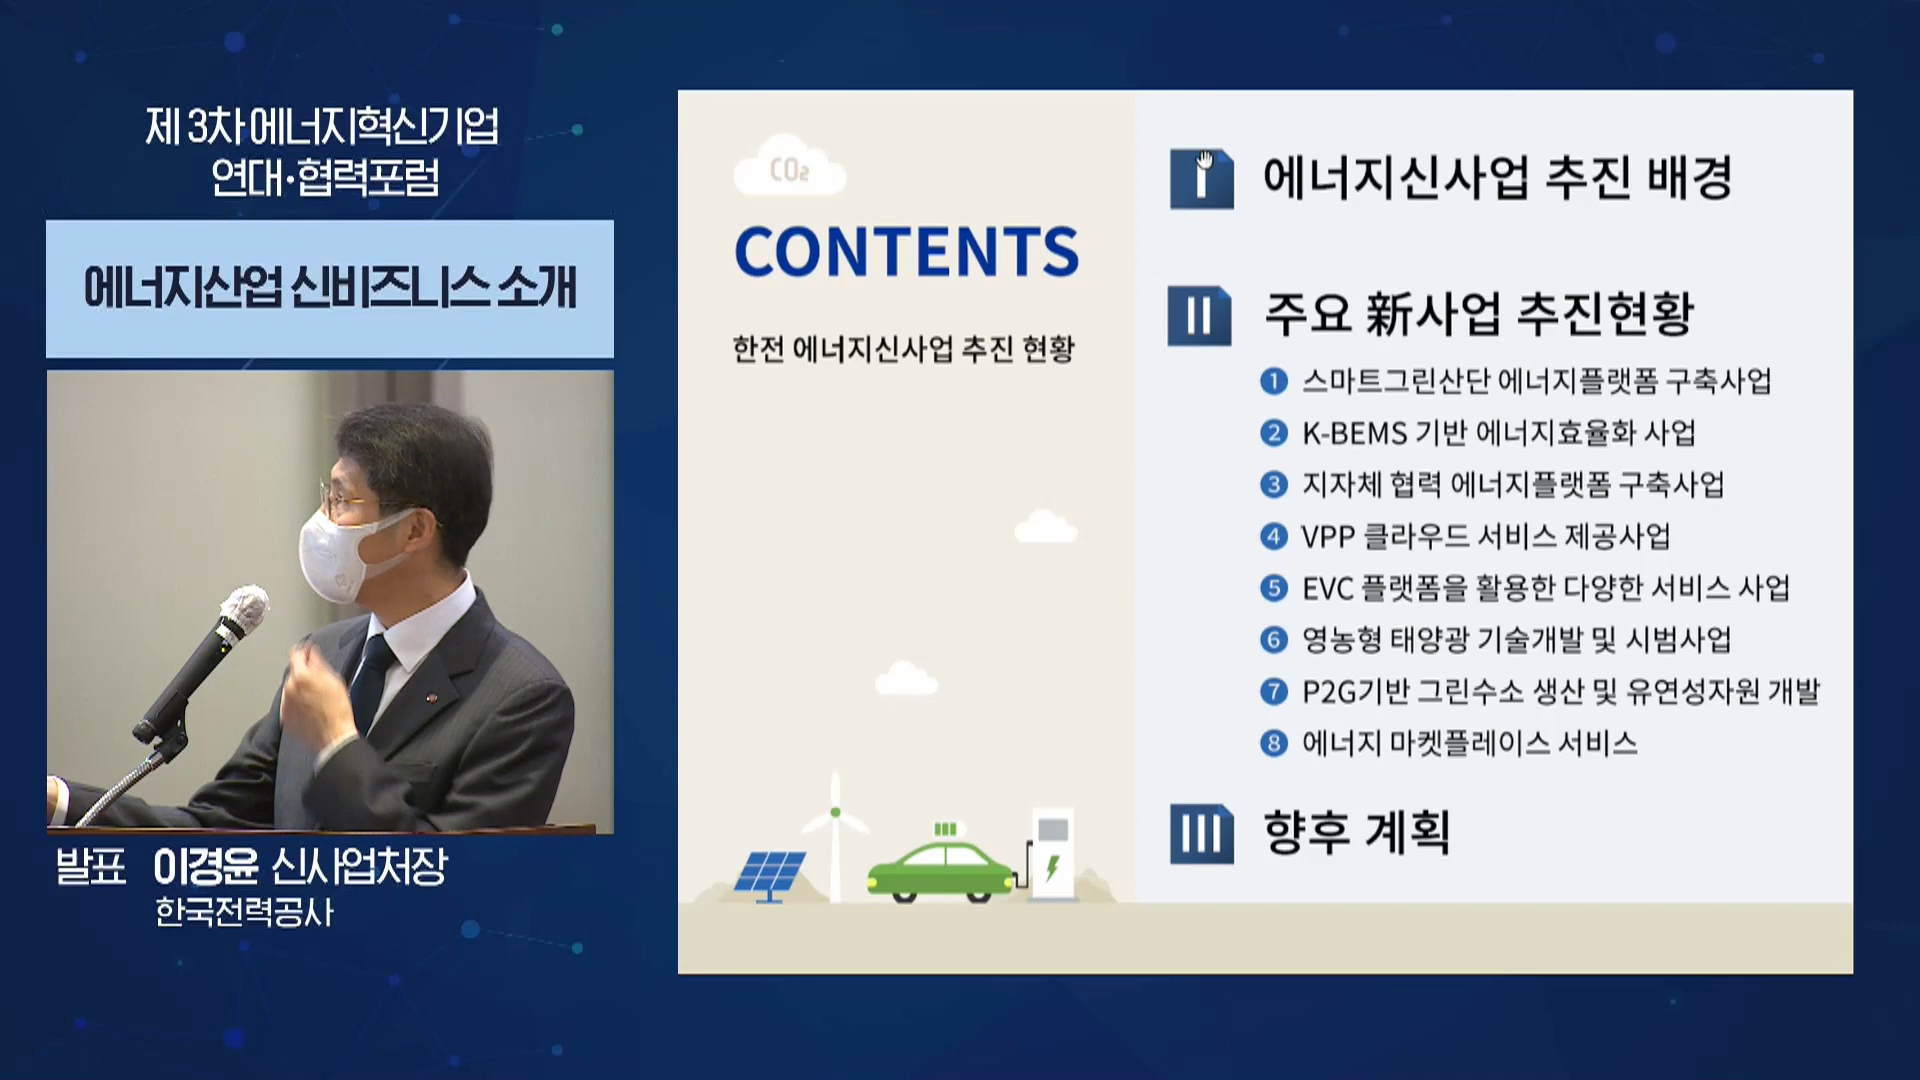 제 3차 에너지혁신기업
연대·협력포럼
에너지산업 신비즈니스 소개
발표 이경윤 신사업처장
한국전력공사
CO₂
CONTENTS
한전 에너지신사업 추진 현황
I 에너지신사업 추진 배경
II 주요 新사업 추진현황
1 스마트그린산단 에너지플랫폼 구축사업
2 K-BEMS 기반 에너지효율화 사업
3 지자체 협력 에너지플랫폼 구축사업
4 VPP 클라우드 서비스 제공사업
5 EVC 플랫폼을 활용한 다양한 서비스 사업
6 영농형 태양광 기술개발 및 시범사업
7 P2G기반 그린수소 생산 및 유연성자원 개발
8 에너지 마켓플레이스 서비스
III 향후 계획